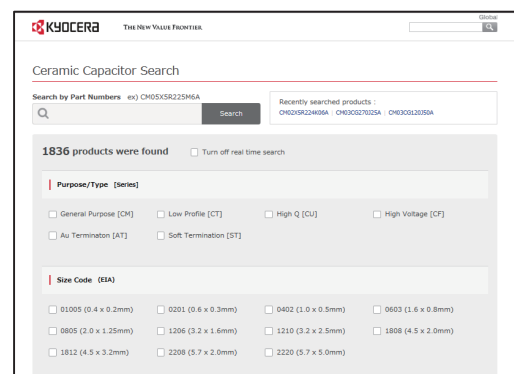 Global
KYOCERA THE NEW VALUE FRONTIER
Ceramic Capacitor Search
Search by Part Numbers ex) CM05X5R225M6A
Search
Recently searched products :
CM02X5R224K06A | CM03CG270J25A | CM03CG120J50A
1836 products were found Turn off real time search
Purpose/Type [Series]
General Purpose [CM] Low Profile [CT] High Q [CU] High Voltage [CF]
Au Terminaton [AT] Soft Termination [ST]
Size Code (EIA)
01005 (0.4 x 0.2mm) 0201 (0.6 x 0.3mm) 0402 (1.0 x 0.5mm) 0603 (1.6 x 0.8mm)
0805 (2.0 x 1.25mm) 1206 (3.2 x 1.6mm) 1210 (3.2 x 2.5mm) 1808 (4.5 x 2.0mm)
1812 (4.5 x 3.2mm) 2208 (5.7 x 2.0mm) 2220 (5.7 x 5.0mm)